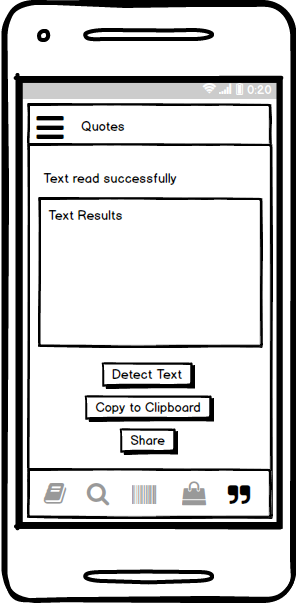 0:20
Quotes
Text read successfully
Text Results
Detect Text
Copy to Clipboard
Share